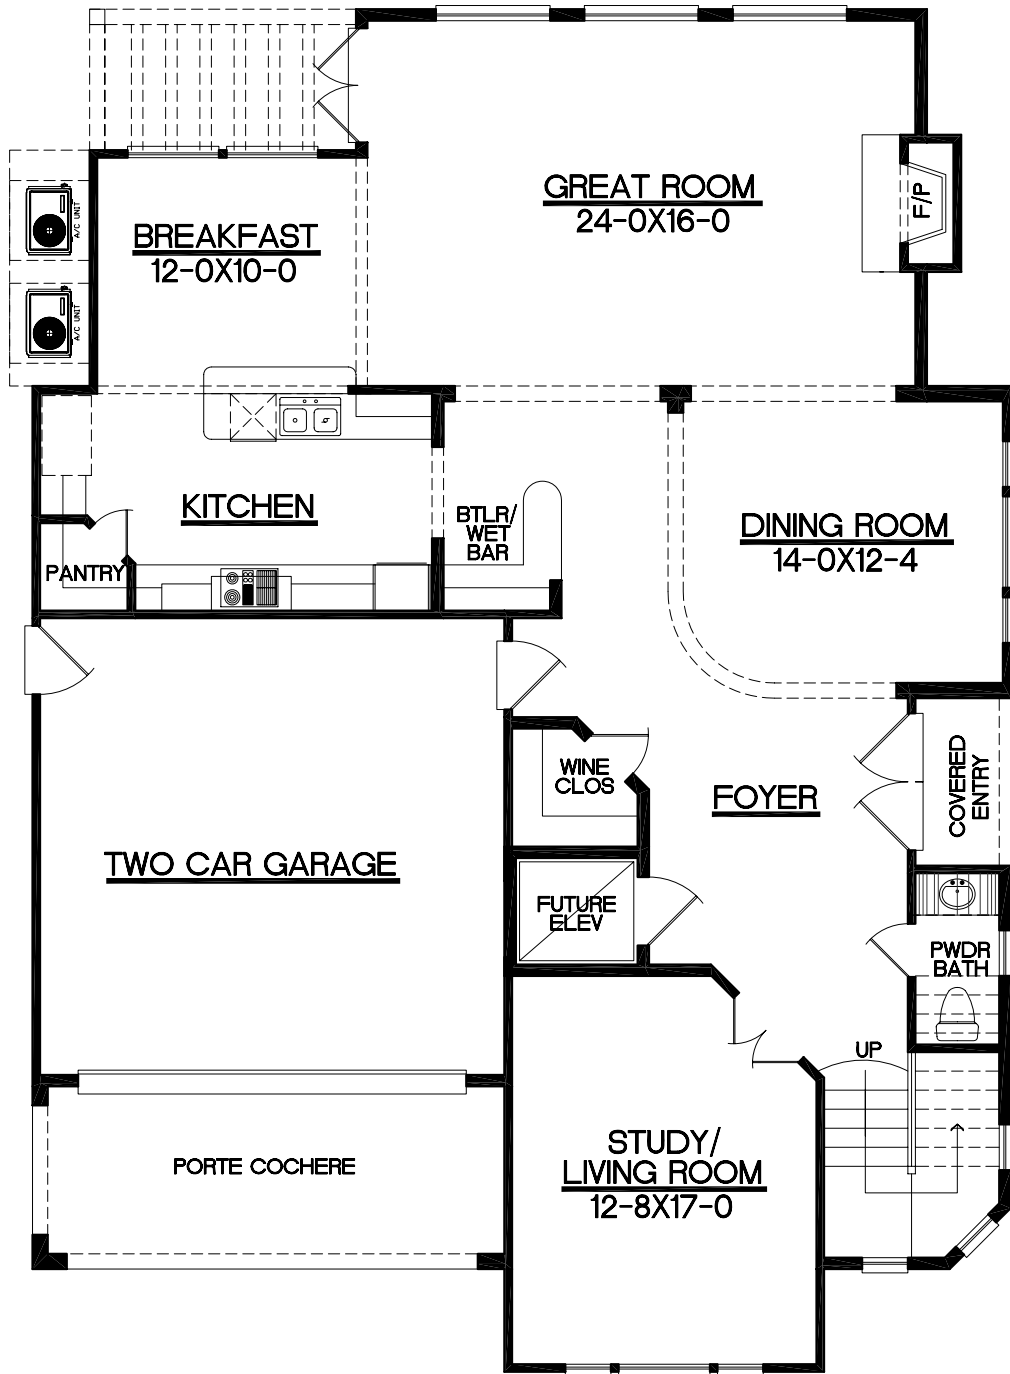 GREAT ROOM
24-0X16-0
F/P
BREAKFAST
12-0X10-0
A/C UNIT
A/C UNIT
KITCHEN
BTLR/
WET
BAR
DINING ROOM
14-0X12-4
PANTRY
WINE
CLOS
FOYER
COVERED
ENTRY
TWO CAR GARAGE
FUTURE
ELEV
PWDR
BATH
UP
PORTE COCHERE
STUDY/
LIVING ROOM
12-8X17-0